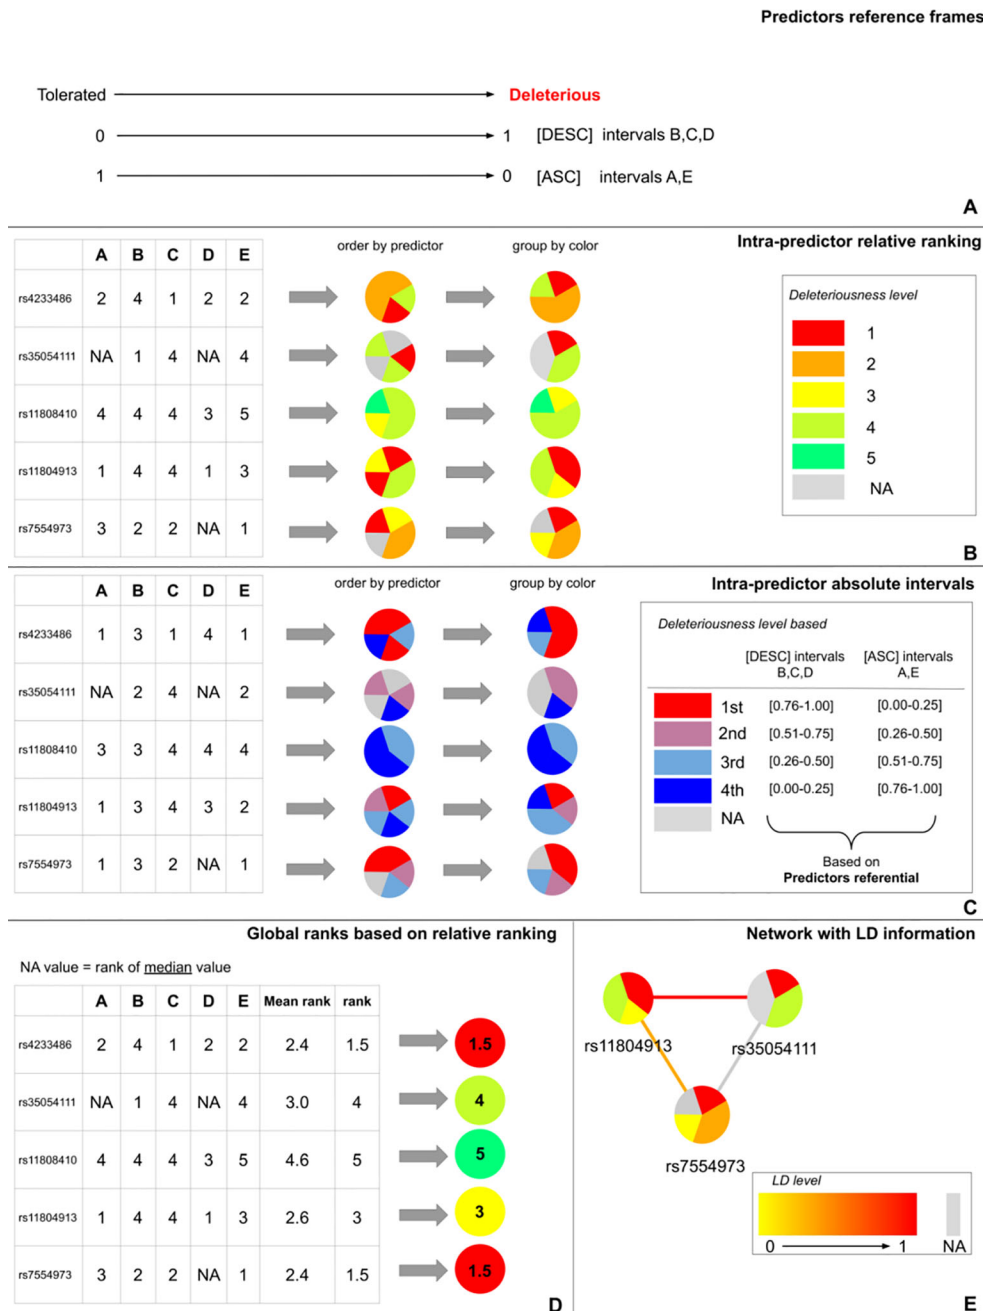 Predictors reference frames
Tolerated Deleterious
0 1 [DESC] intervals B,C,D
1 0 [ASC] intervals A,E
A
Intra-predictor relative ranking
order by predictor group by color
A B C D E
rs4233486 2 4 1 2 2
rs35054111 NA 1 4 NA 4
rs11808410 4 4 4 3 5
rs11804913 1 4 4 1 3
rs7554973 3 2 2 NA 1
Deleteriousness level
1
2
3
4
5
NA
B
Intra-predictor absolute intervals
order by predictor group by color
A B C D E
rs4233486 1 3 1 4 1
rs35054111 NA 2 4 NA 2
rs11808410 3 3 4 4 4
rs11804913 1 3 4 3 2
rs7554973 1 3 2 NA 1
Deleteriousness level based
[DESC] intervals B,C,D [ASC] intervals A,E
1st [0.76-1.00] [0.00-0.25]
2nd [0.51-0.75] [0.26-0.50]
3rd [0.26-0.50] [0.51-0.75]
4th [0.00-0.25] [0.76-1.00]
NA
Based on
Predictors referential
C
Global ranks based on relative ranking
NA value = rank of median value
A B C D E Mean rank rank
rs4233486 2 4 1 2 2 2.4 1.5 1.5
rs35054111 NA 1 4 NA 4 3.0 4 4
rs11808410 4 4 4 3 5 4.6 5 5
rs11804913 1 4 4 1 3 2.6 3 3
rs7554973 3 2 2 NA 1 2.4 1.5 1.5
D
Network with LD information
rs11804913 rs35054111
rs7554973
LD level
0 1 NA
E